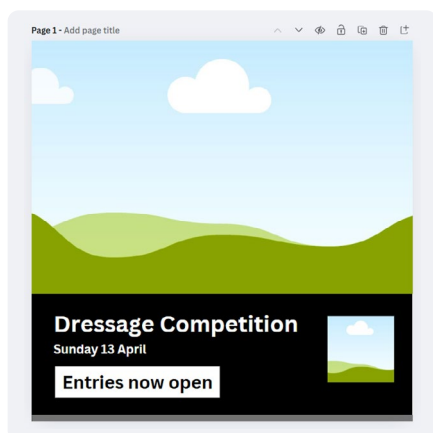 Page 1 - Add page title
Dressage Competition
Sunday 13 April
Entries now open